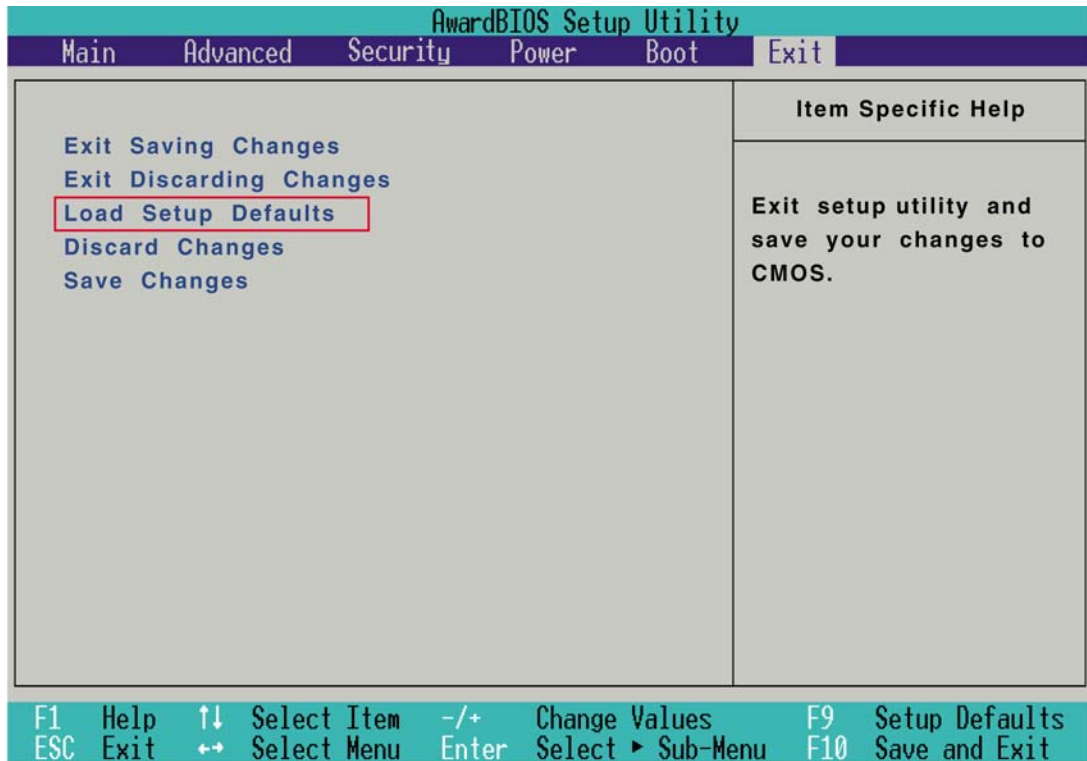 AwardBIOS Setup Utility
Main Advanced Security Power Boot Exit
Exit Saving Changes
Exit Discarding Changes
Load Setup Defaults
Discard Changes
Save Changes
Item Specific Help
Exit setup utility and
save your changes to
CMOS.
F1 Help ↑↓ Select Item -/+ Change Values F9 Setup Defaults
ESC Exit ←→ Select Menu Enter Select ▶ Sub-Menu F10 Save and Exit